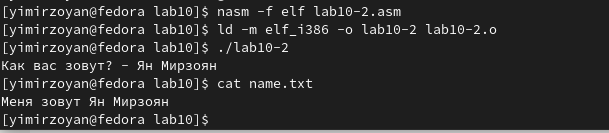 [yimirzoyan@fedora lab10]$ nasm -f elf lab10-2.asm
[yimirzoyan@fedora lab10]$ ld -m elf_i386 -o lab10-2 lab10-2.o
[yimirzoyan@fedora lab10]$ ./lab10-2
Как вас зовут? - Ян Мирзоян
[yimirzoyan@fedora lab10]$ cat name.txt
Меня зовут Ян Мирзоян
[yimirzoyan@fedora lab10]$